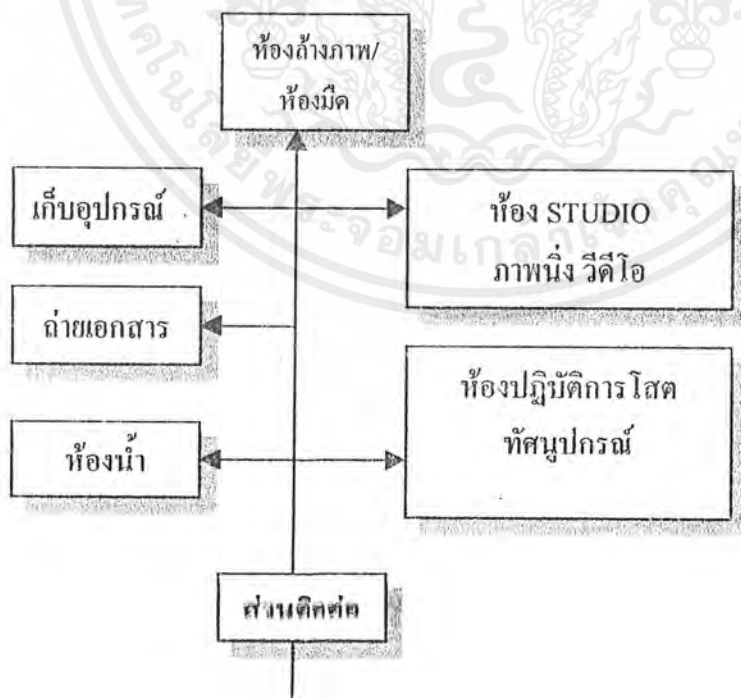 ห้องล้างภาพ/
ห้องมืด
เก็บอุปกรณ์
ห้อง STUDIO
ภาพนิ่ง วีดีโอ
ถ่ายเอกสาร
ห้องปฏิบัติการโสต
ทัศนูปกรณ์
ห้องน้ำ
ส่วนติดต่อ